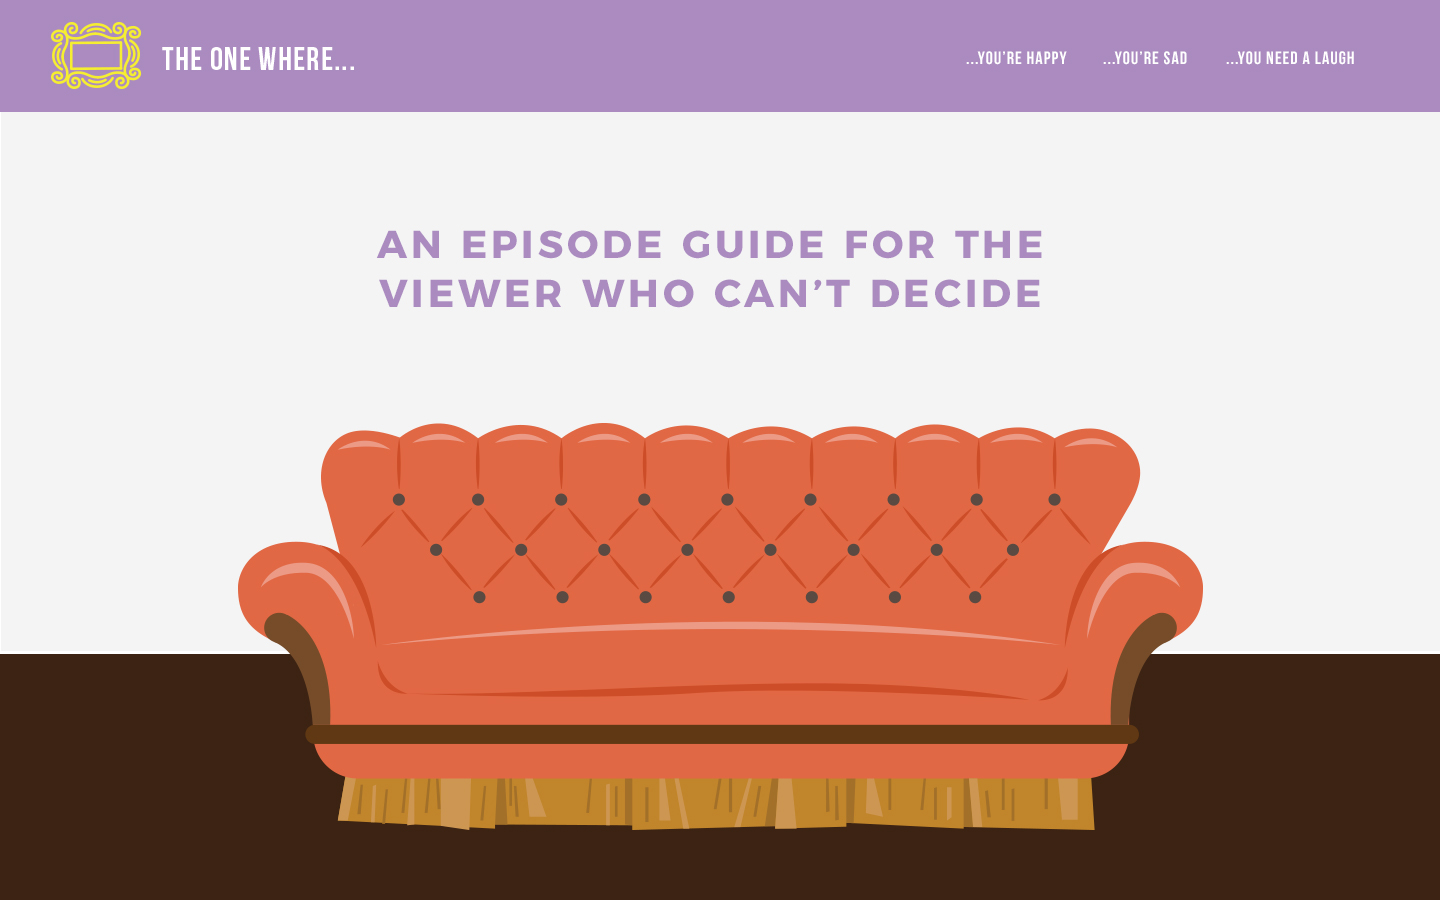 THE ONE WHERE...
...YOU'RE HAPPY
...YOU'RE SAD
...YOU NEED A LAUGH
AN EPISODE GUIDE FOR THE
VIEWER WHO CAN’T DECIDE